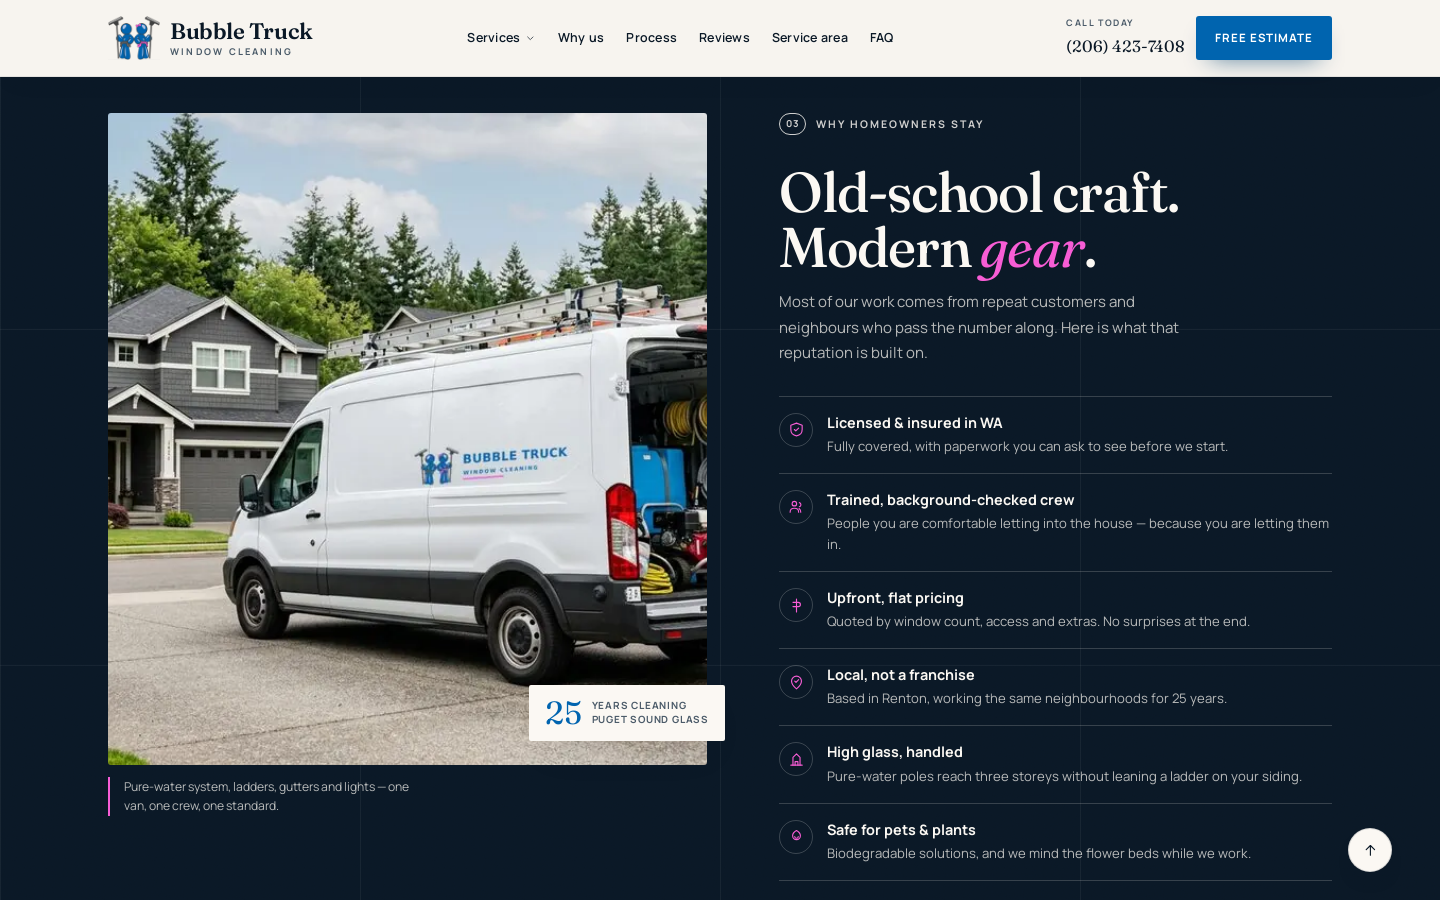 Bubble Truck
WINDOW CLEANING
Services
Why us
Process
Reviews
Service area
FAQ
CALL TODAY
(206) 423-7408
FREE ESTIMATE
BUBBLE TRUCK
WINDOW CLEANING
25
YEARS CLEANING
PUGET SOUND GLASS
Pure-water system, ladders, gutters and lights — one
van, one crew, one standard.
03
WHY HOMEOWNERS STAY
Old-school craft.
Modern gear.
Most of our work comes from repeat customers and
neighbours who pass the number along. Here is what that
reputation is built on.
Licensed & insured in WA
Fully covered, with paperwork you can ask to see before we start.
Trained, background-checked crew
People you are comfortable letting into the house — because you are letting them
in.
Upfront, flat pricing
Quoted by window count, access and extras. No surprises at the end.
Local, not a franchise
Based in Renton, working the same neighbourhoods for 25 years.
High glass, handled
Pure-water poles reach three storeys without leaning a ladder on your siding.
Safe for pets & plants
Biodegradable solutions, and we mind the flower beds while we work.